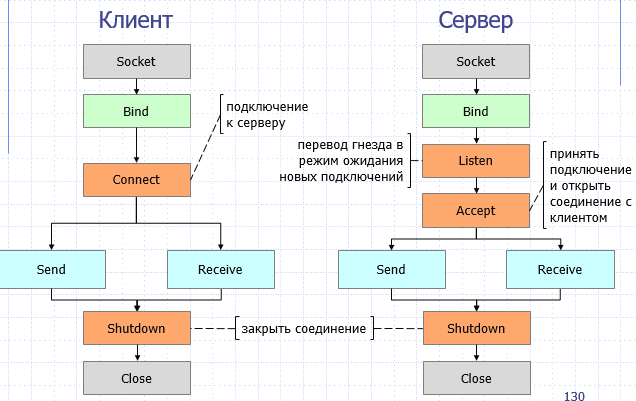 Клиент
Сервер
Socket
Socket
Bind
Bind
подключение
к серверу
перевод гнезда в
режим ожидания
новых подключений
Listen
принять
подключение
и открыть
соединение с
клиентом
Connect
Accept
Send
Receive
Send
Receive
Shutdown
закрыть соединение
Shutdown
Close
Close
130